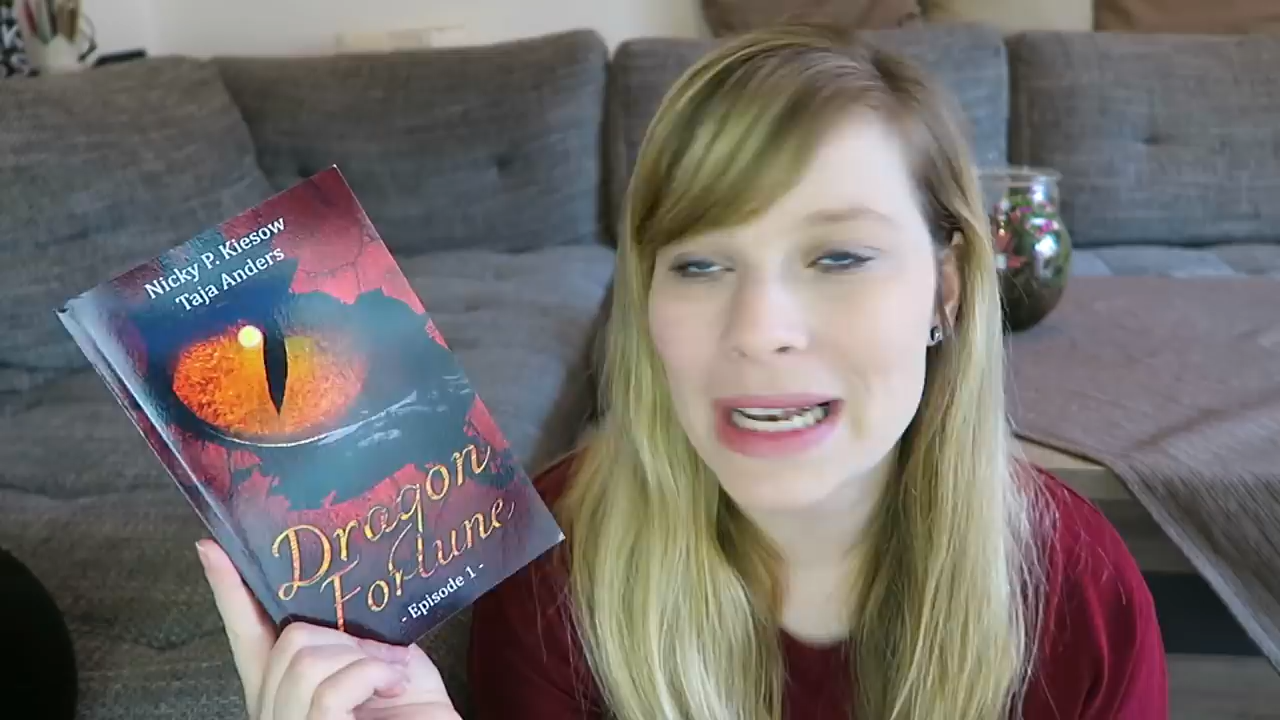 Nicky P. Kiesow
Taja Anders
Dragon
Fortune
- Episode 1 -